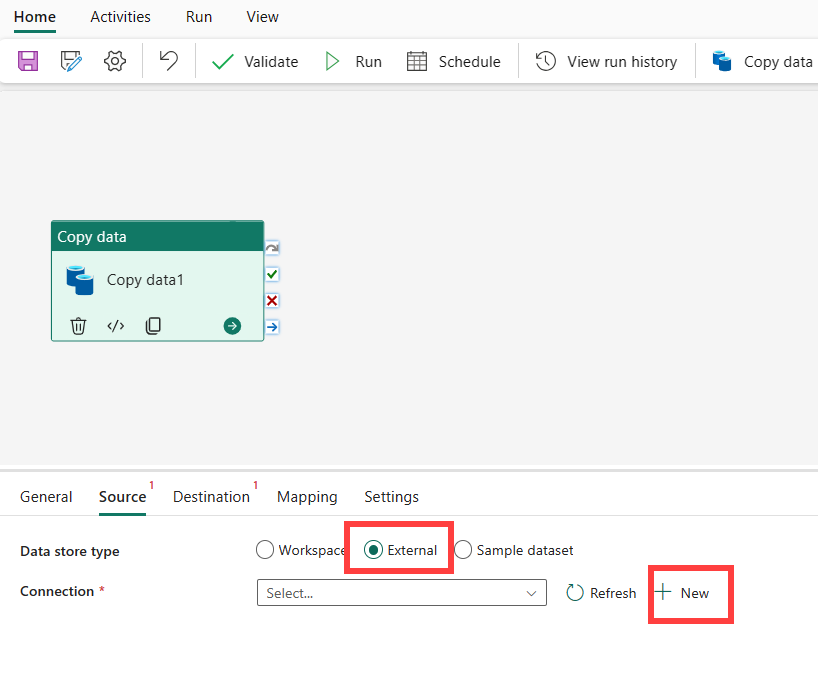 Home Activities Run View
Validate Run Schedule View run history Copy data
Copy data
Copy data1
General Source 1 Destination 1 Mapping Settings
Data store type Workspace External Sample dataset
Connection * Select... Refresh New